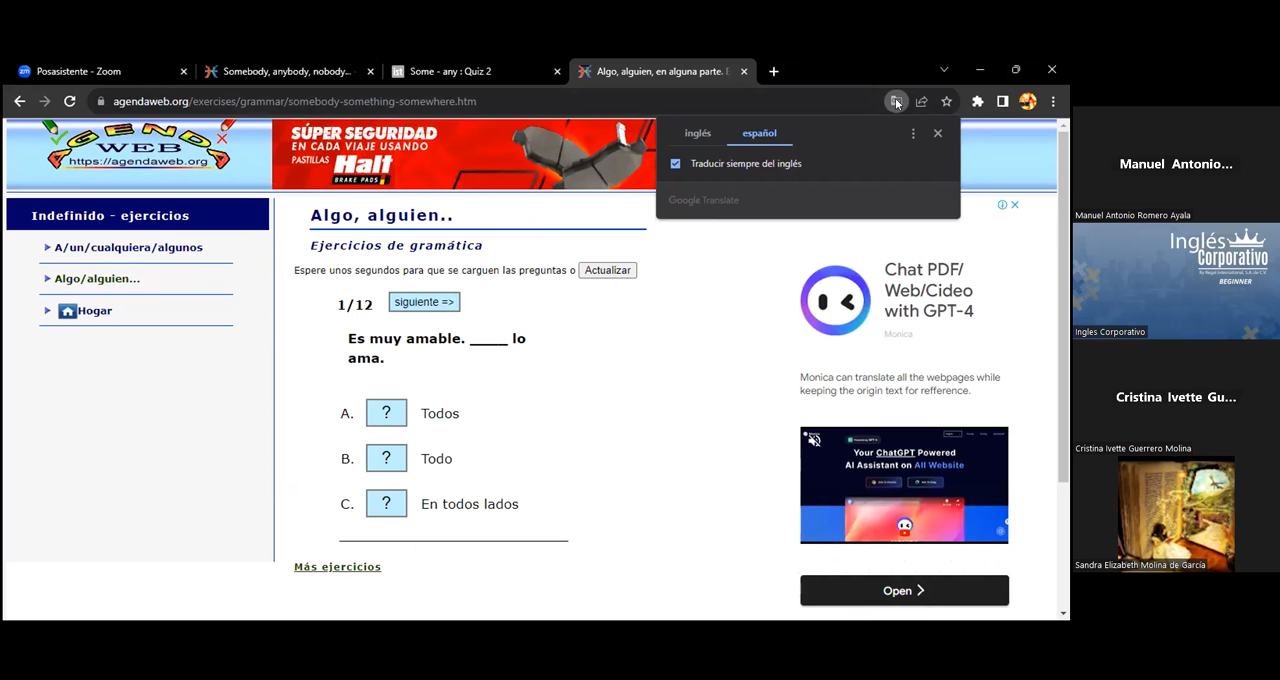 Posasistente - Zoom
Somebody, anybody, nobody...
Some - any : Quiz 2
Algo, alguien, en alguna parte. E
agendaweb.org/exercises/grammar/somebody-something-somewhere.htm
AGENDA
WEB
https://agendaweb.org
SÚPER SEGURIDAD
EN CADA VIAJE USANDO
PASTILLAS Halt
BRAKE PADS
inglés
español
Traducir siempre del inglés
Google Translate
Indefinido - ejercicios
A/un/cualquiera/algunos
Algo/alguien...
Hogar
Algo, alguien..
Ejercicios de gramática
Espere unos segundos para que se carguen las preguntas o Actualizar
1/12 siguiente =>
Es muy amable. ____ lo
ama.
A. ? Todos
B. ? Todo
C. ? En todos lados
Más ejercicios
Chat PDF/
Web/Cideo
with GPT-4
Monica
Monica can translate all the webpages while
keeping the origin text for refference.
Your ChatGPT Powered
AI Assistant on All Website
Open
Manuel Antonio...
Manuel Antonio Romero Ayala
Inglés
Corporativo
By Regal International, S.A. de C.V.
BEGINNER
Ingles Corporativo
Cristina Ivette Gu...
Cristina Ivette Guerrero Molina
Sandra Elizabeth Molina de García